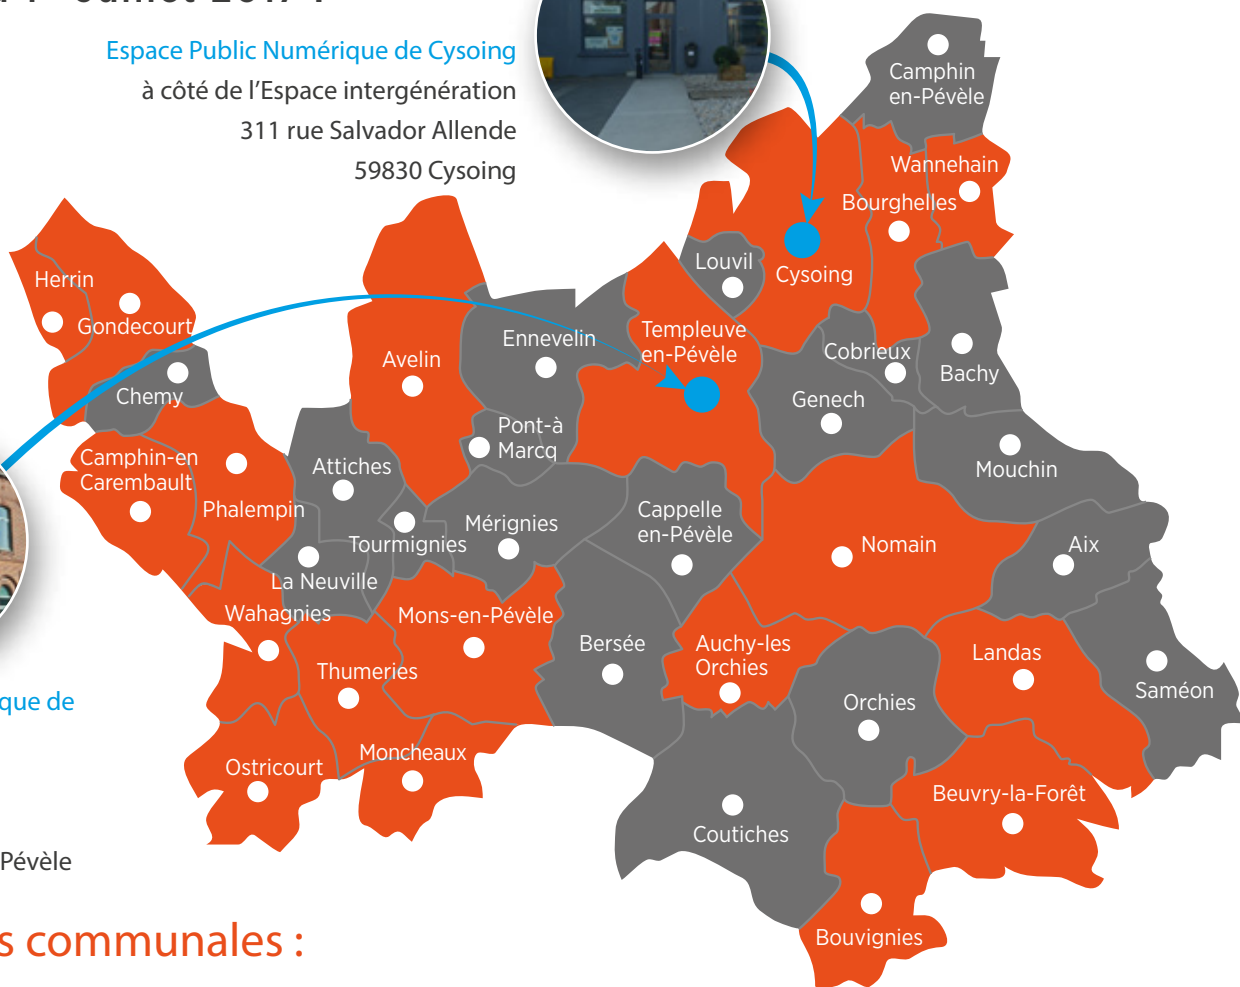 Juillet 2017 :
Espace Public Numérique de Cysoing
à côté de l'Espace intergénération
311 rue Salvador Allende
59830 Cysoing
Camphin
en-Pévèle
Wannehain
Bourghelles
Louvil
Cysoing
Herrin
Gondecourt
Templeuve
en-Pévèle
Ennevelin
Avelin
Cobrieux
Bachy
Chemy
Genech
Pont-à
Marcq
Camphin-en
Carembault
Attiches
Mouchin
Phalempin
Cappelle
en-Pévèle
Mérignies
Tourmignies
Nomain
Aix
La Neuville
Wahagnies
Mons-en-Pévèle
Bersée
Auchy-les
Orchies
Landas
Thumeries
Saméon
Orchies
que de
Moncheaux
Ostricourt
Beuvry-la-Forêt
Coutiches
Pévèle
Bouvignies
s communales :